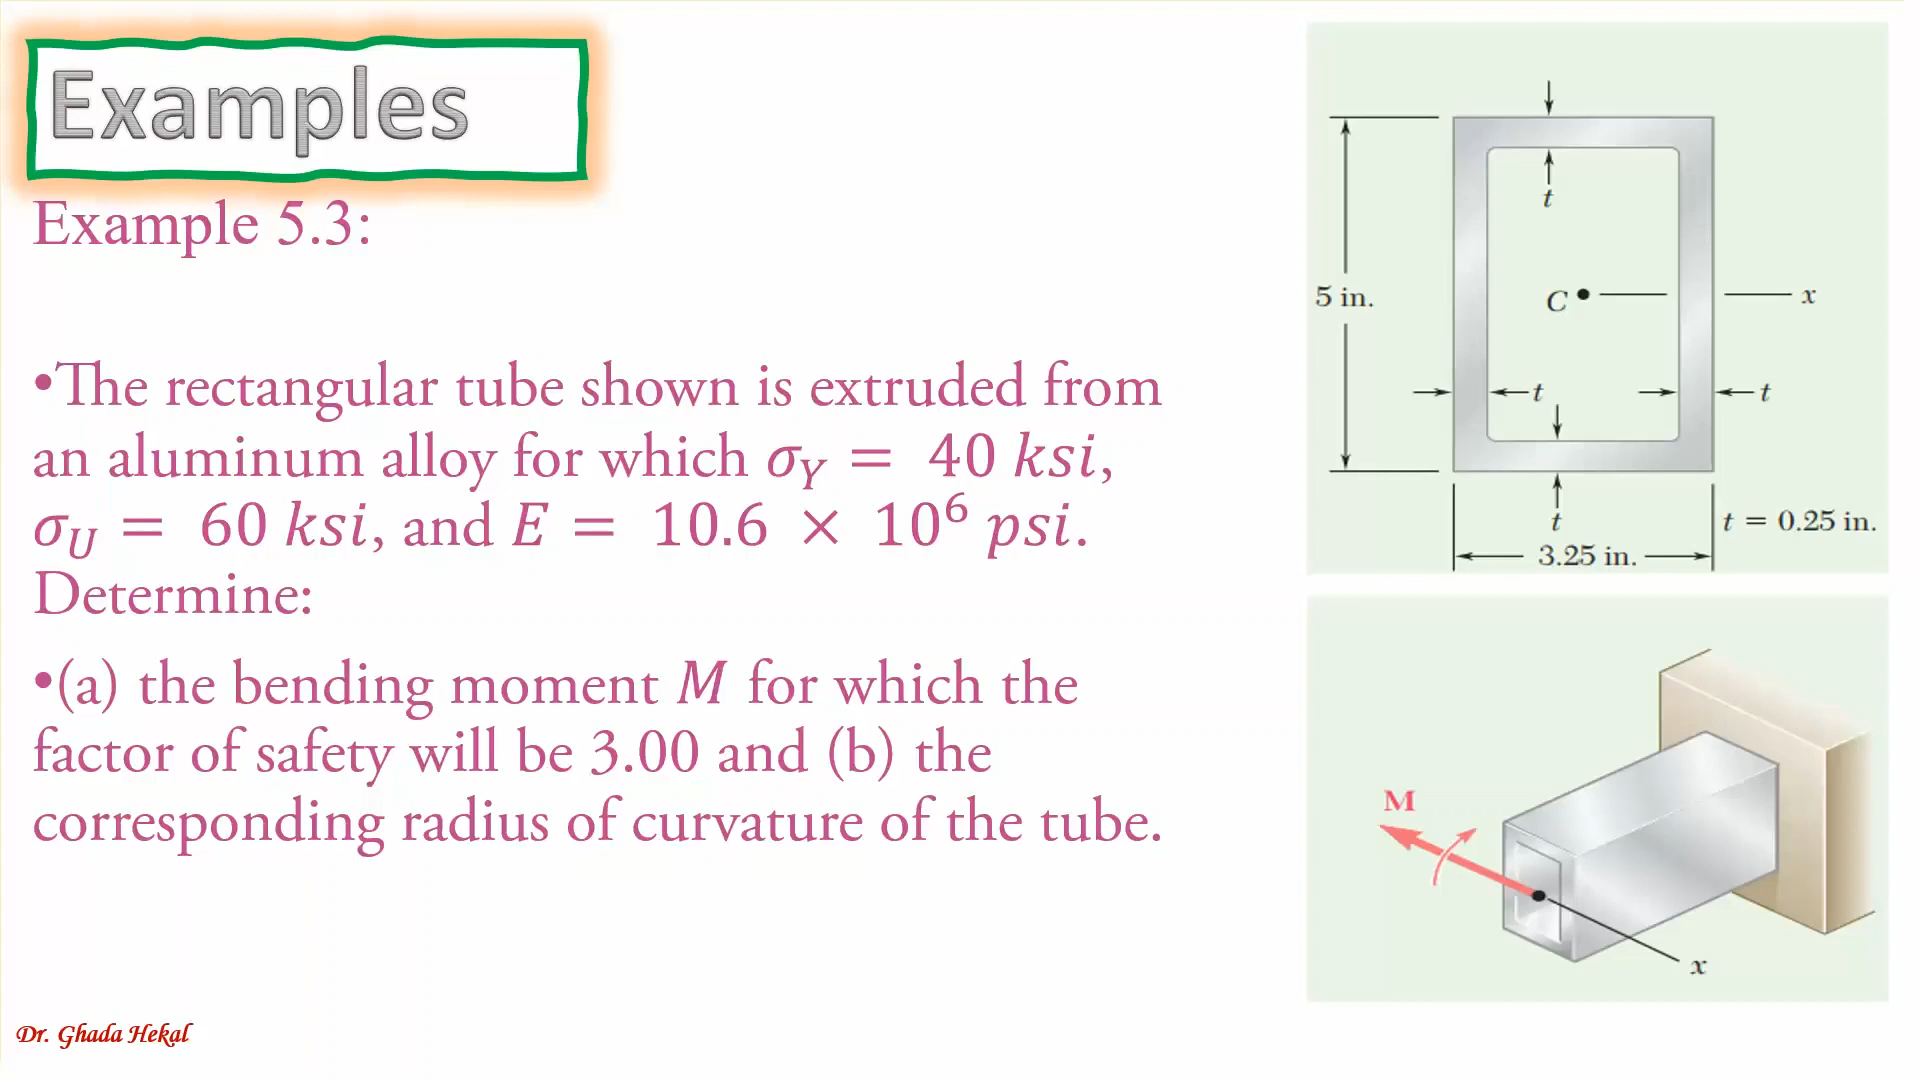 Examples
Example 5.3:
•The rectangular tube shown is extruded from
an aluminum alloy for which σ_Y = 40 ksi,
σ_U = 60 ksi, and E = 10.6 × 10⁶ psi.
Determine:
•(a) the bending moment M for which the
factor of safety will be 3.00 and (b) the
corresponding radius of curvature of the tube.
t
5 in.
C
x
t
t
t
t = 0.25 in.
3.25 in.
M
x
Dr. Ghada Hekal